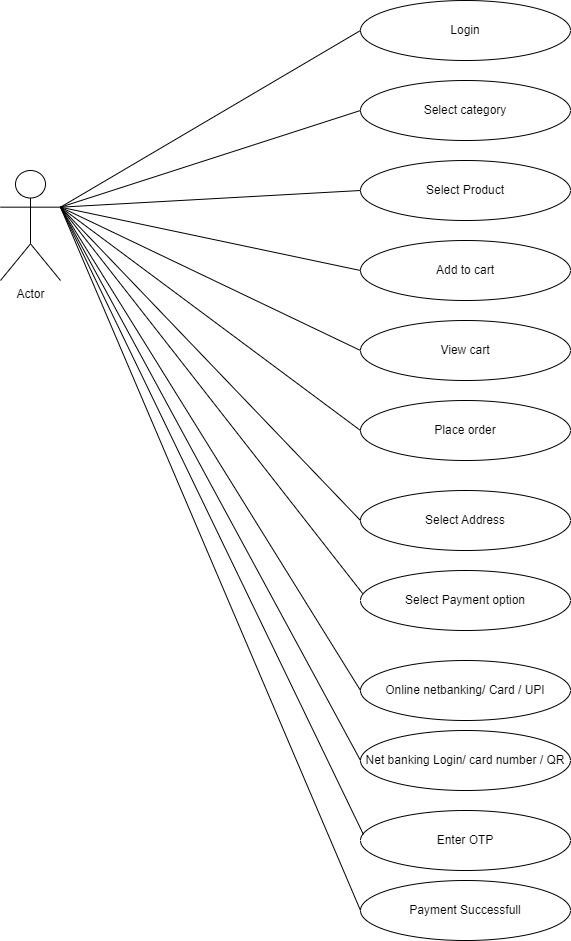 Login
Select category
Select Product
Add to cart
Actor
View cart
Place order
Select Address
Select Payment option
Online netbanking/ Card / UPI
Net banking Login/ card number / QR
Enter OTP
Payment Successfull